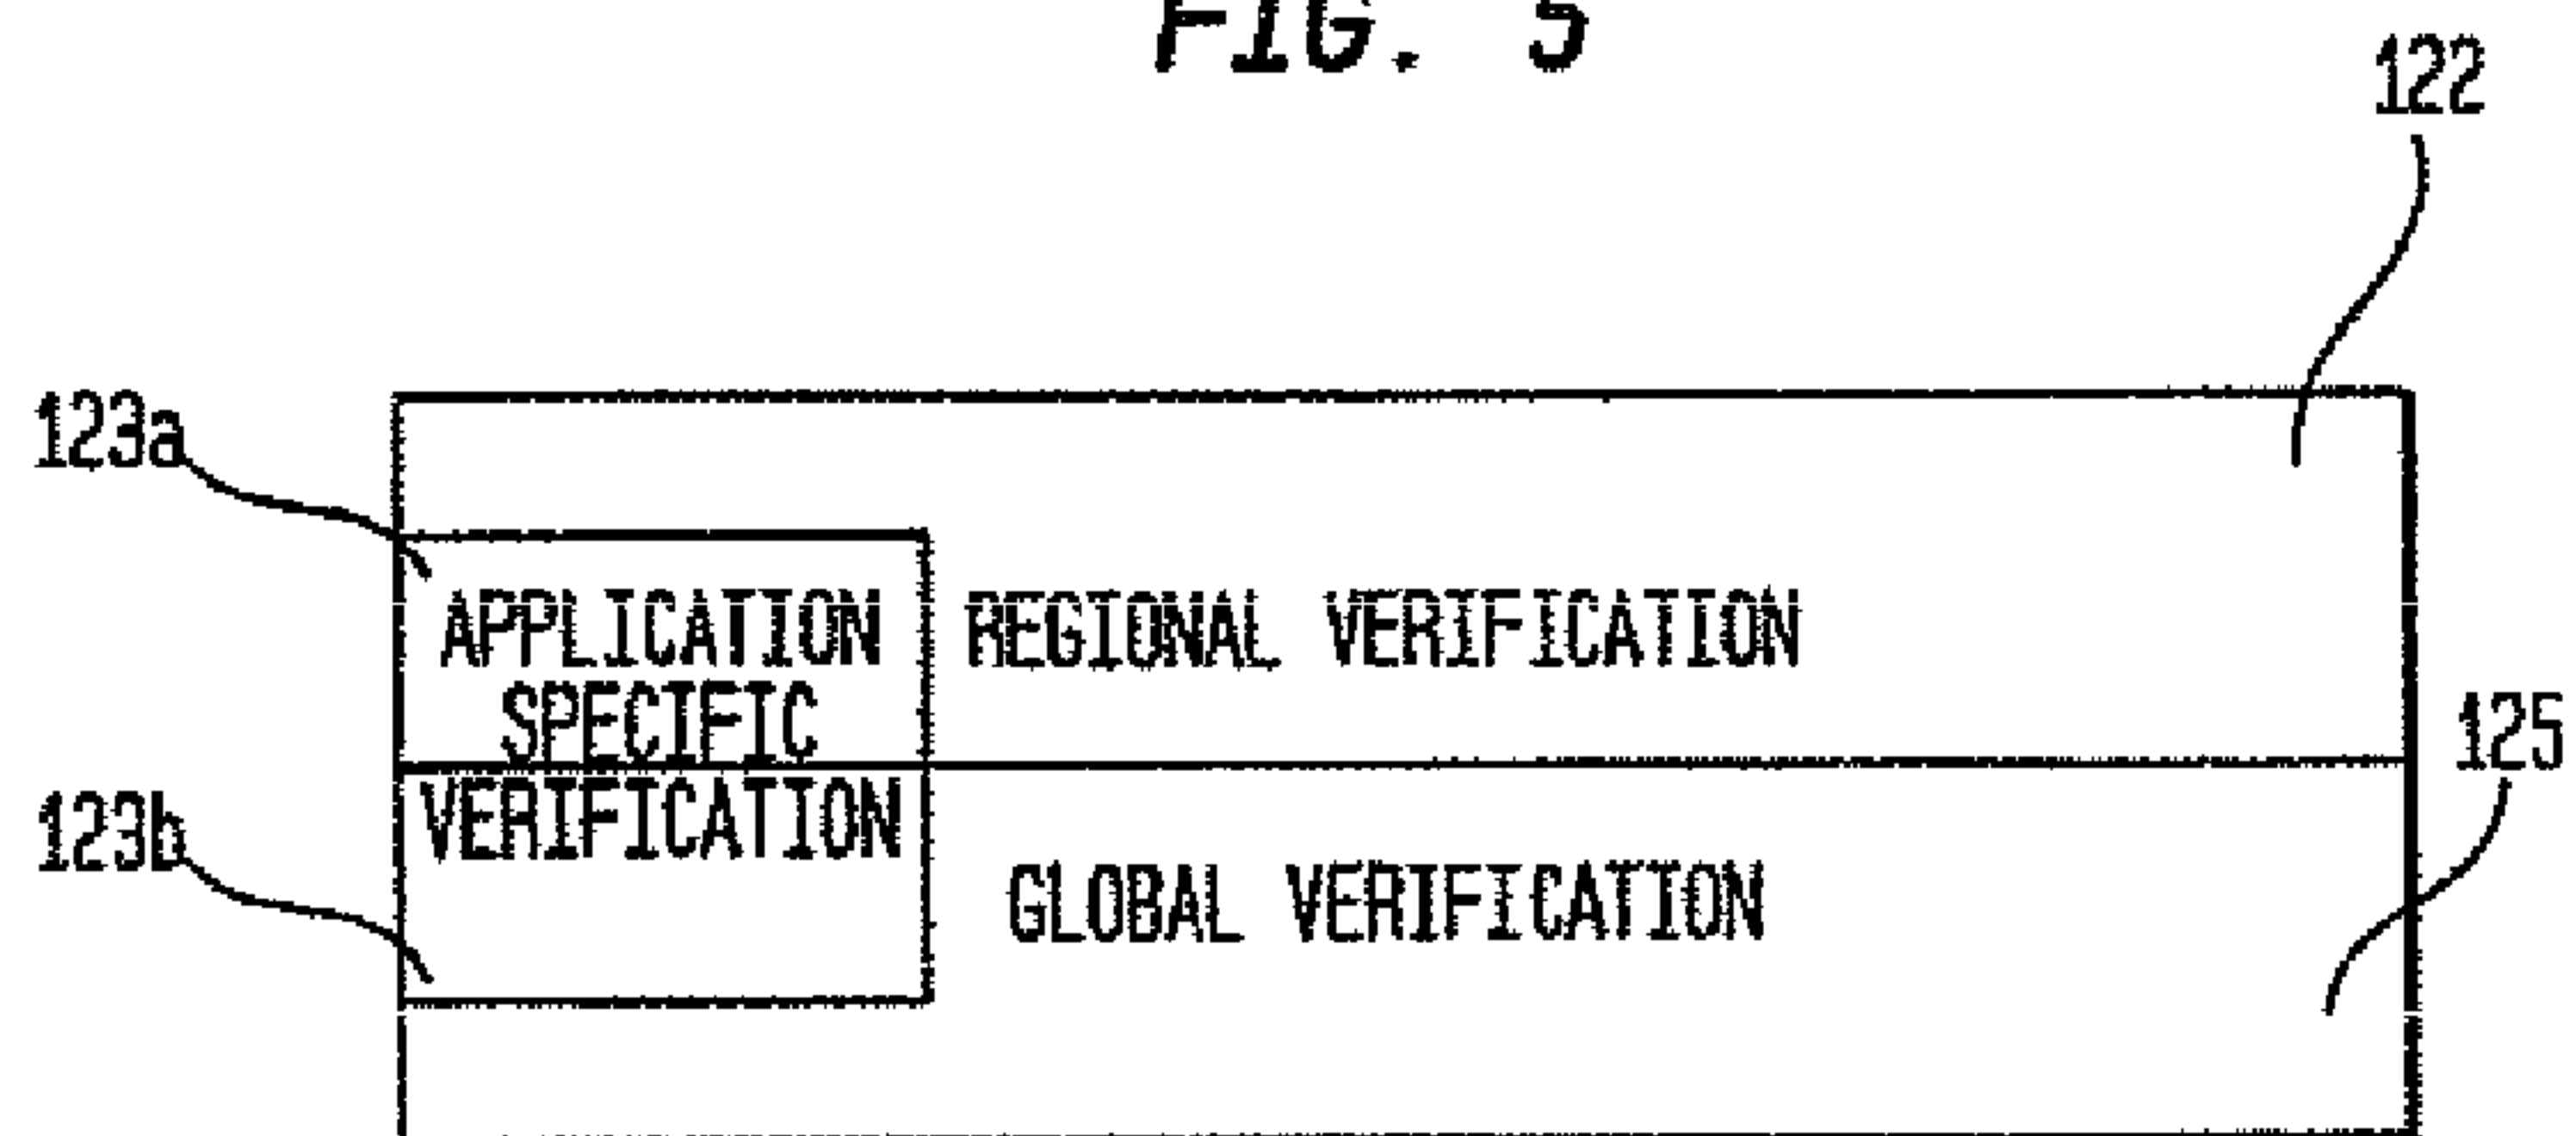 FIG. 5
122
123a
APPLICATION
SPECIFIC
VERIFICATION
REGIONAL VERIFICATION
125
123b
GLOBAL VERIFICATION